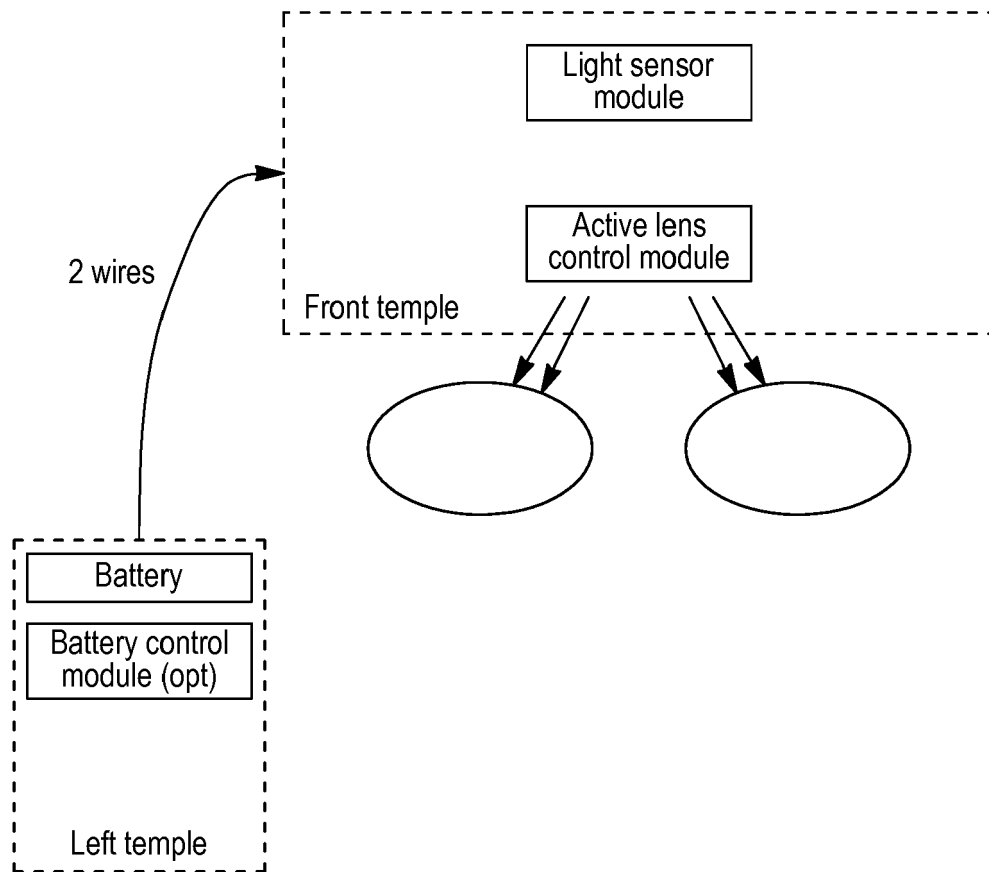 Light sensor
module
Active lens
control module
Front temple
2 wires
Battery
Battery control
module (opt)
Left temple